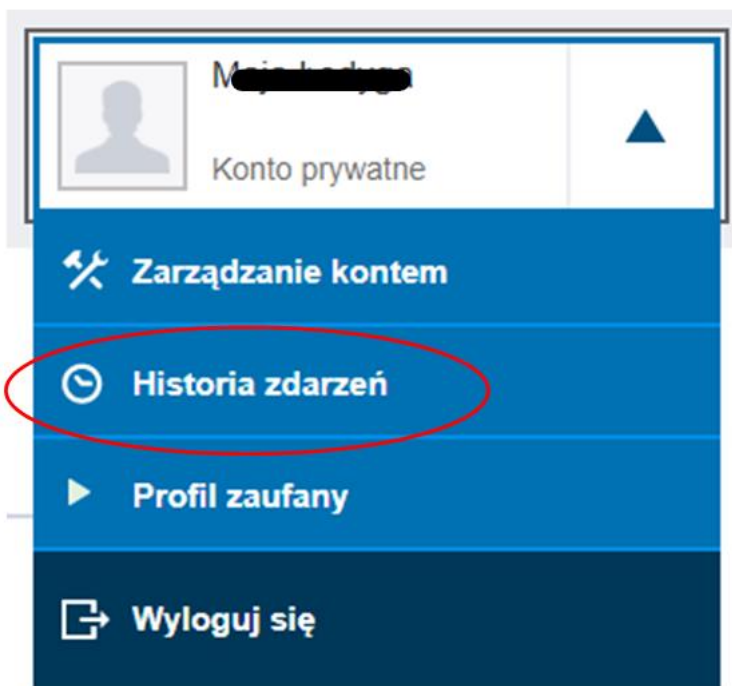 Konto prywatne
Zarządzanie kontem
Historia zdarzeń
Profil zaufany
Wyloguj się